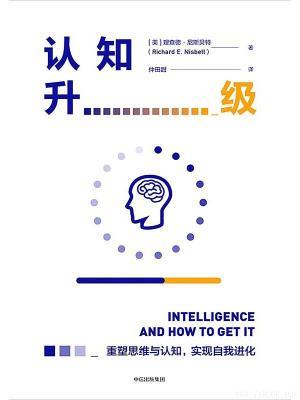 认知
升级
[美] 理查德·尼斯贝特
(Richard E. Nisbett)
著
仲田甜
译
INTELLIGENCE
AND HOW TO GET IT
重塑思维与认知，实现自我进化
中信出版集团